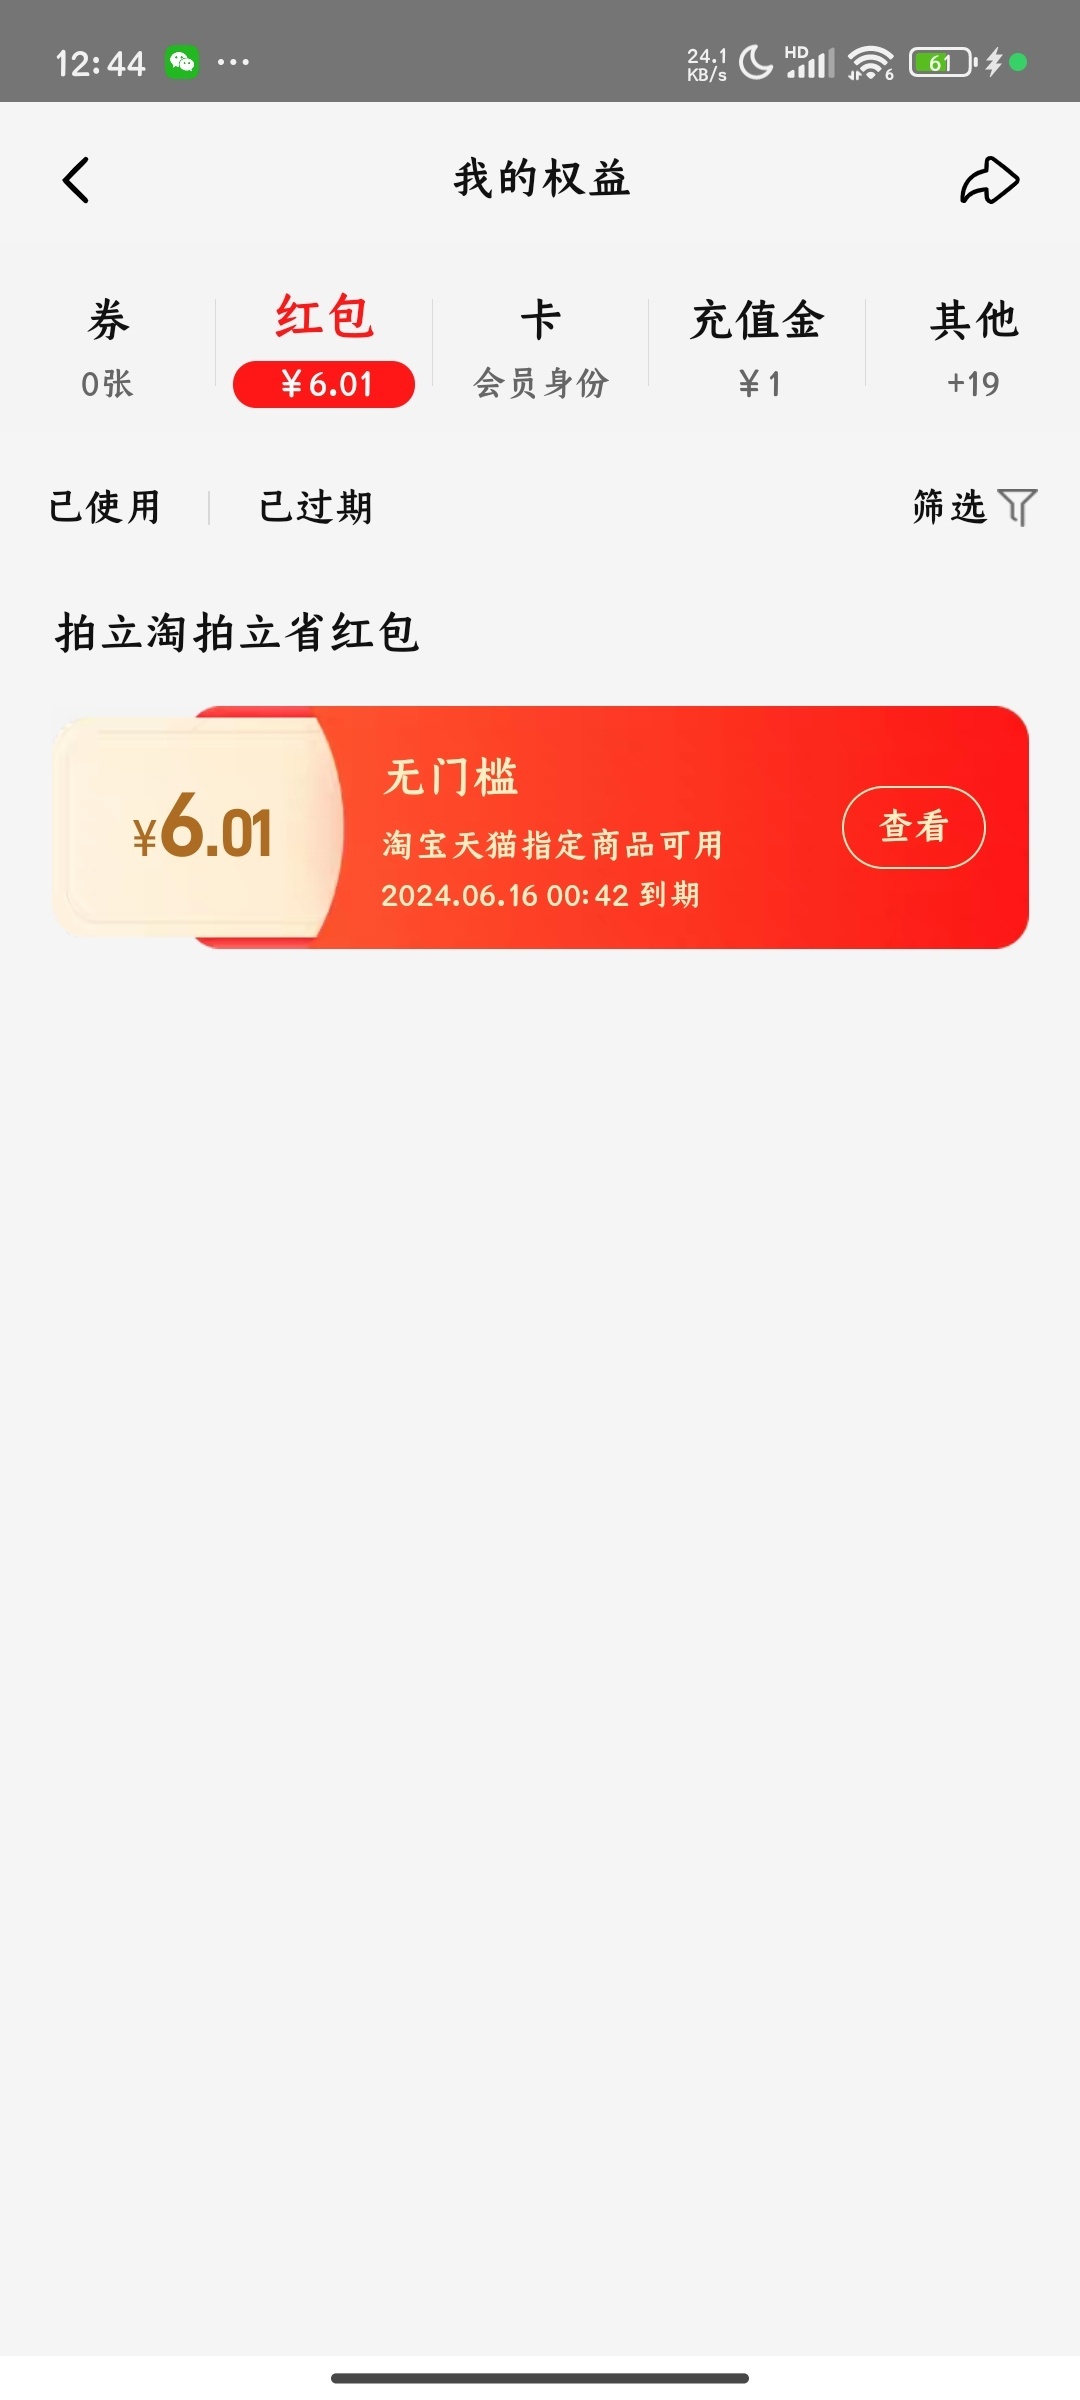 12:44 ... 24.1 KB/s HD 6 61
我的权益
券 红包 卡 充值金 其他
0张 ¥6.01 会员身份 ¥1 +19
已使用 已过期 筛选
拍立淘拍立省红包
无门槛
¥6.01 淘宝天猫指定商品可用 查看
2024.06.16 00:42 到期